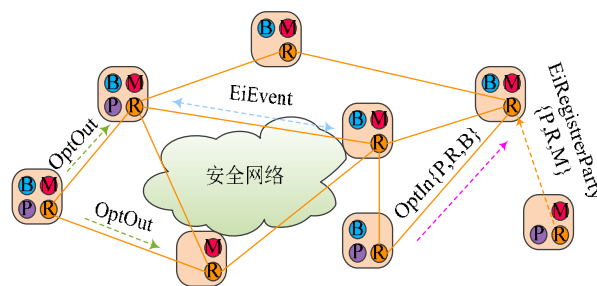 B M
R
B M
P R
EiEvent
B M
R
EiRegistrerParty
{P,R,M}
OptOut
B M
R
安全网络
OptIn{P,R,B}
B M
P R
OptOut
M
R
B
P R
M
P R